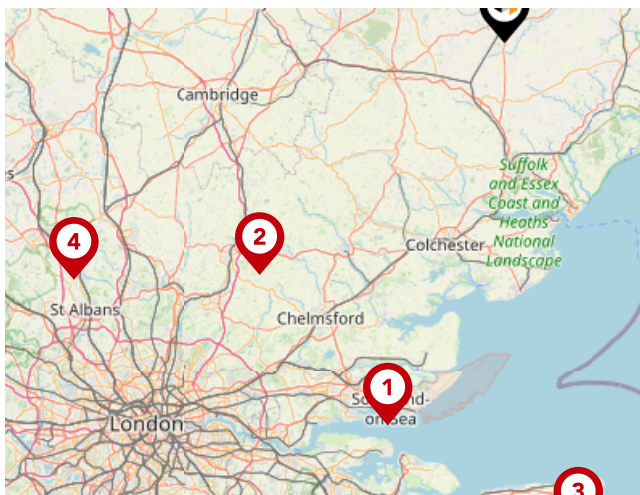 Cambridge
Suffolk
and Essex
Coast and
Heaths
National
Landscape
4
2
Colchester
St Albans
Chelmsford
1
on Sea
London
3